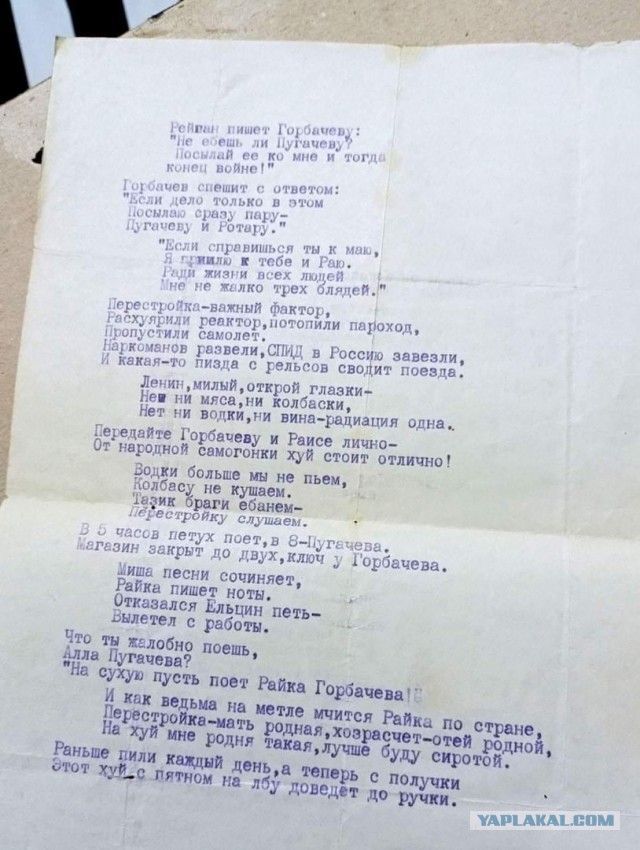 Рейган пишет Горбачеву:
"Не ебешь ли Пугачеву?
Посылай ее ко мне и тогда
конец войне!"
Горбачев спешит с ответом:
"Если дело только в этом
Посылаю сразу пару-
Пугачеву и Ротару."
"Если справишься ты к маю,
Я пришлю к тебе и Раю.
Ради жизни всех людей
Мне не жалко трех блядей."
Перестройка-важный фактор,
Расхуярили реактор,потопили пароход,
Пропустили самолет.
Наркоманов развели,СПИД в Россию завезли,
И какая-то пизда с рельсов сводит поезда.
Ленин,милый,открой глазки-
Неш ни мяса,ни колбаски,
Нет ни водки,ни вина-радиация одна.
Передайте Горбачеву и Раисе лично-
От народной самогонки хуй стоит отлично!
Водки больше мы не пьем,
Колбасу не кушаем.
Тазик браги ебанем-
Перестройку слушаем.
В 5 часов петух поет,в 8-Пугачева.
Магазин закрыт до двух,ключ у Горбачева.
Миша песни сочиняет,
Райка пишет ноты.
Отказался Ельцин петь-
Вылетел с работы.
Что ты жалобно поешь,
Алла Пугачева?
"На сухую пусть поет Райка Горбачева!"
И как ведьма на метле мчится Райка по стране,
Перестройка-мать родная,хозрасчет-отей родной,
На хуй мне родня такая,лучше буду сиротой.
Раньше пили каждый день,а теперь с получки
Этот хуй с пятном на лбу доведет до ручки.
YAPLAKAL.COM